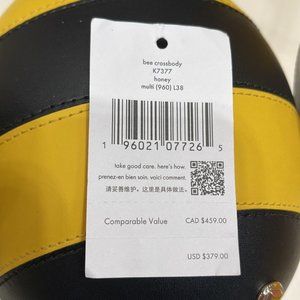 bee crossbody
K7377
honey
multi (960) L38
1 96021 07726 5
take good care. here's how.
prenez-en bien soin. voici comment.
请妥善维护。这里是具体做法。
Comparable Value CAD $459.00
USD $379.00